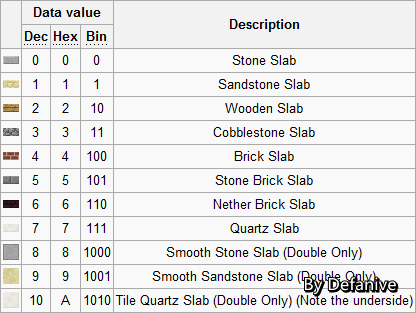 Data value Description
Dec Hex Bin
0 0 0 Stone Slab
1 1 1 Sandstone Slab
2 2 10 Wooden Slab
3 3 11 Cobblestone Slab
4 4 100 Brick Slab
5 5 101 Stone Brick Slab
6 6 110 Nether Brick Slab
7 7 111 Quartz Slab
8 8 1000 Smooth Stone Slab (Double Only)
9 9 1001 Smooth Sandstone Slab (Double Only)
By Defanive
10 A 1010 Tile Quartz Slab (Double Only) (Note the underside)